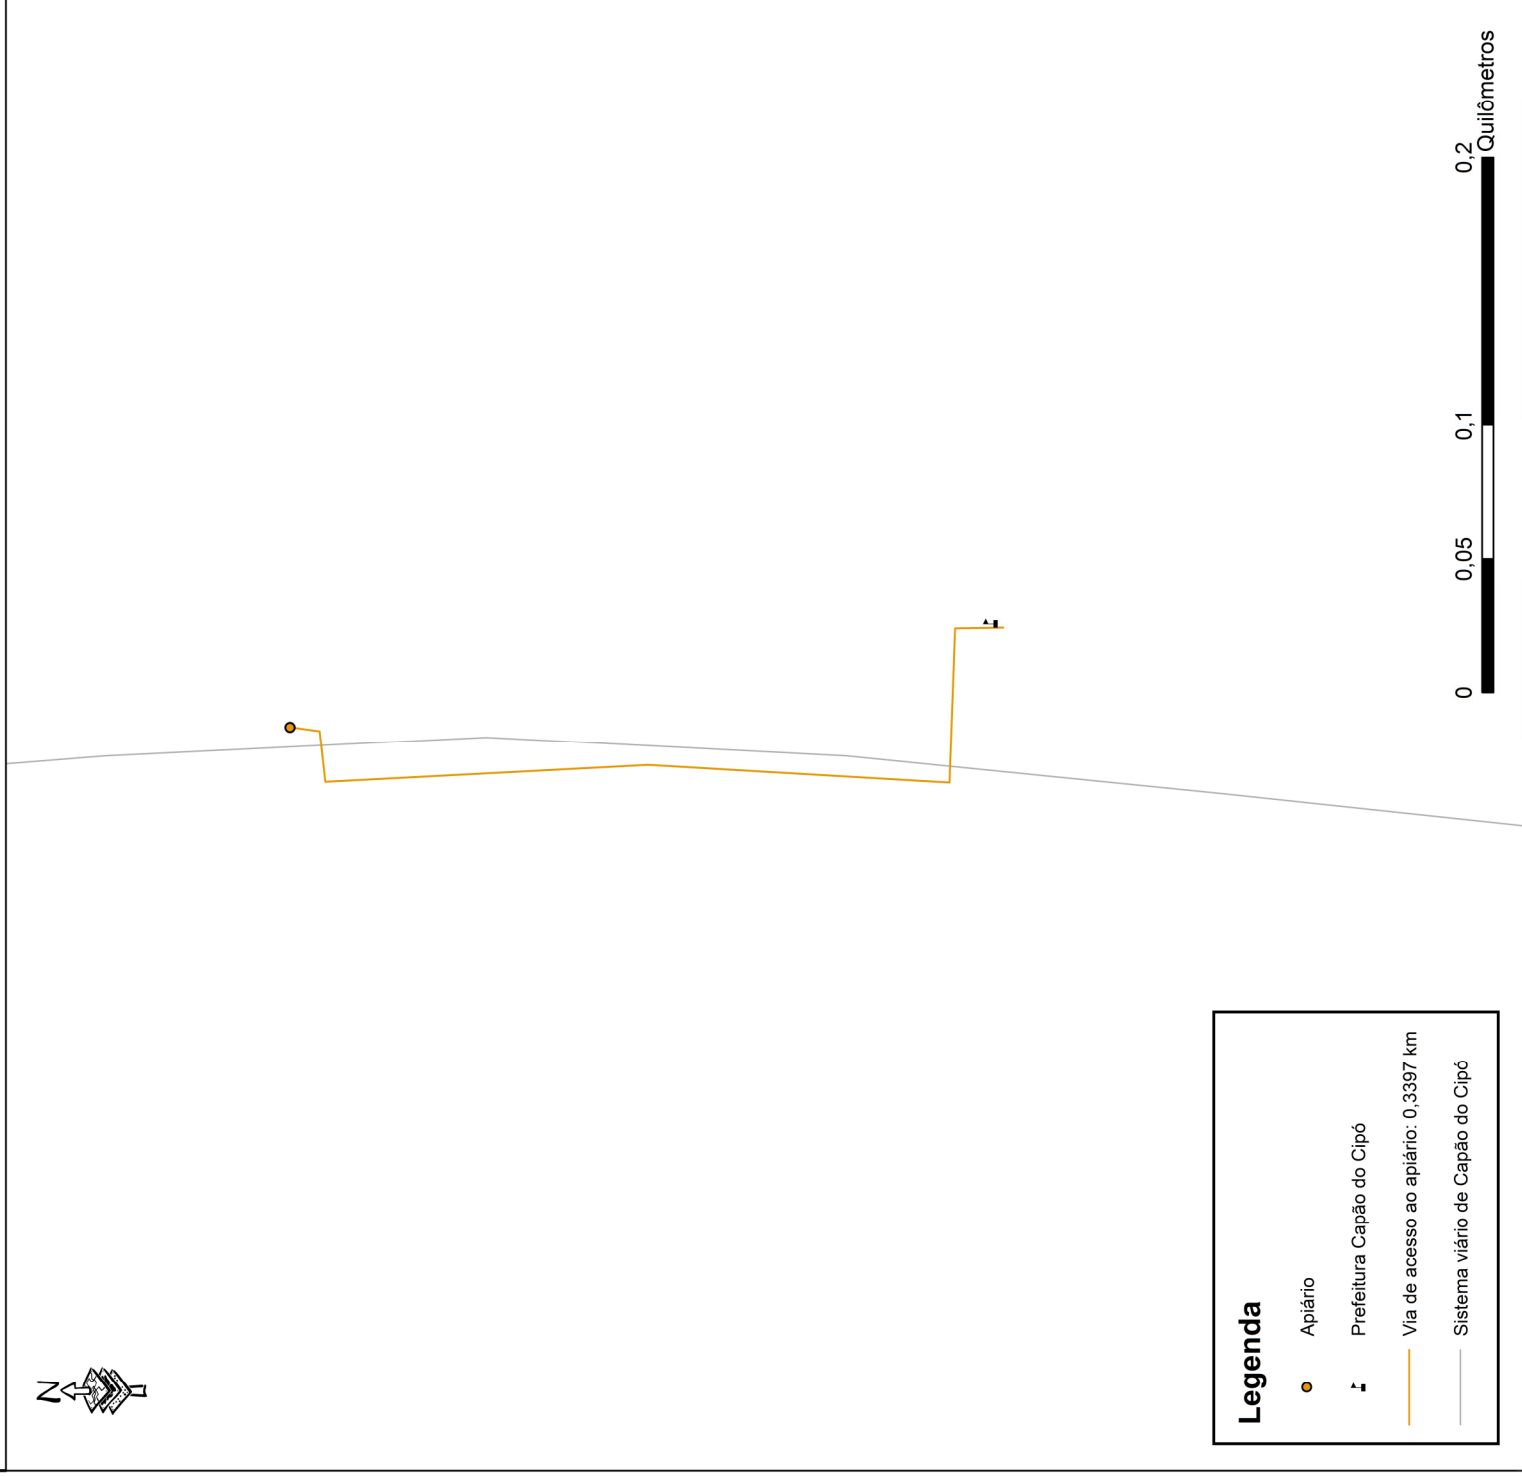 N
Legenda
Apiário
Prefeitura Capão do Cipó
Via de acesso ao apiário: 0,3397 km
Sistema viário de Capão do Cipó
0 0,05 0,1 0,2
Quilômetros